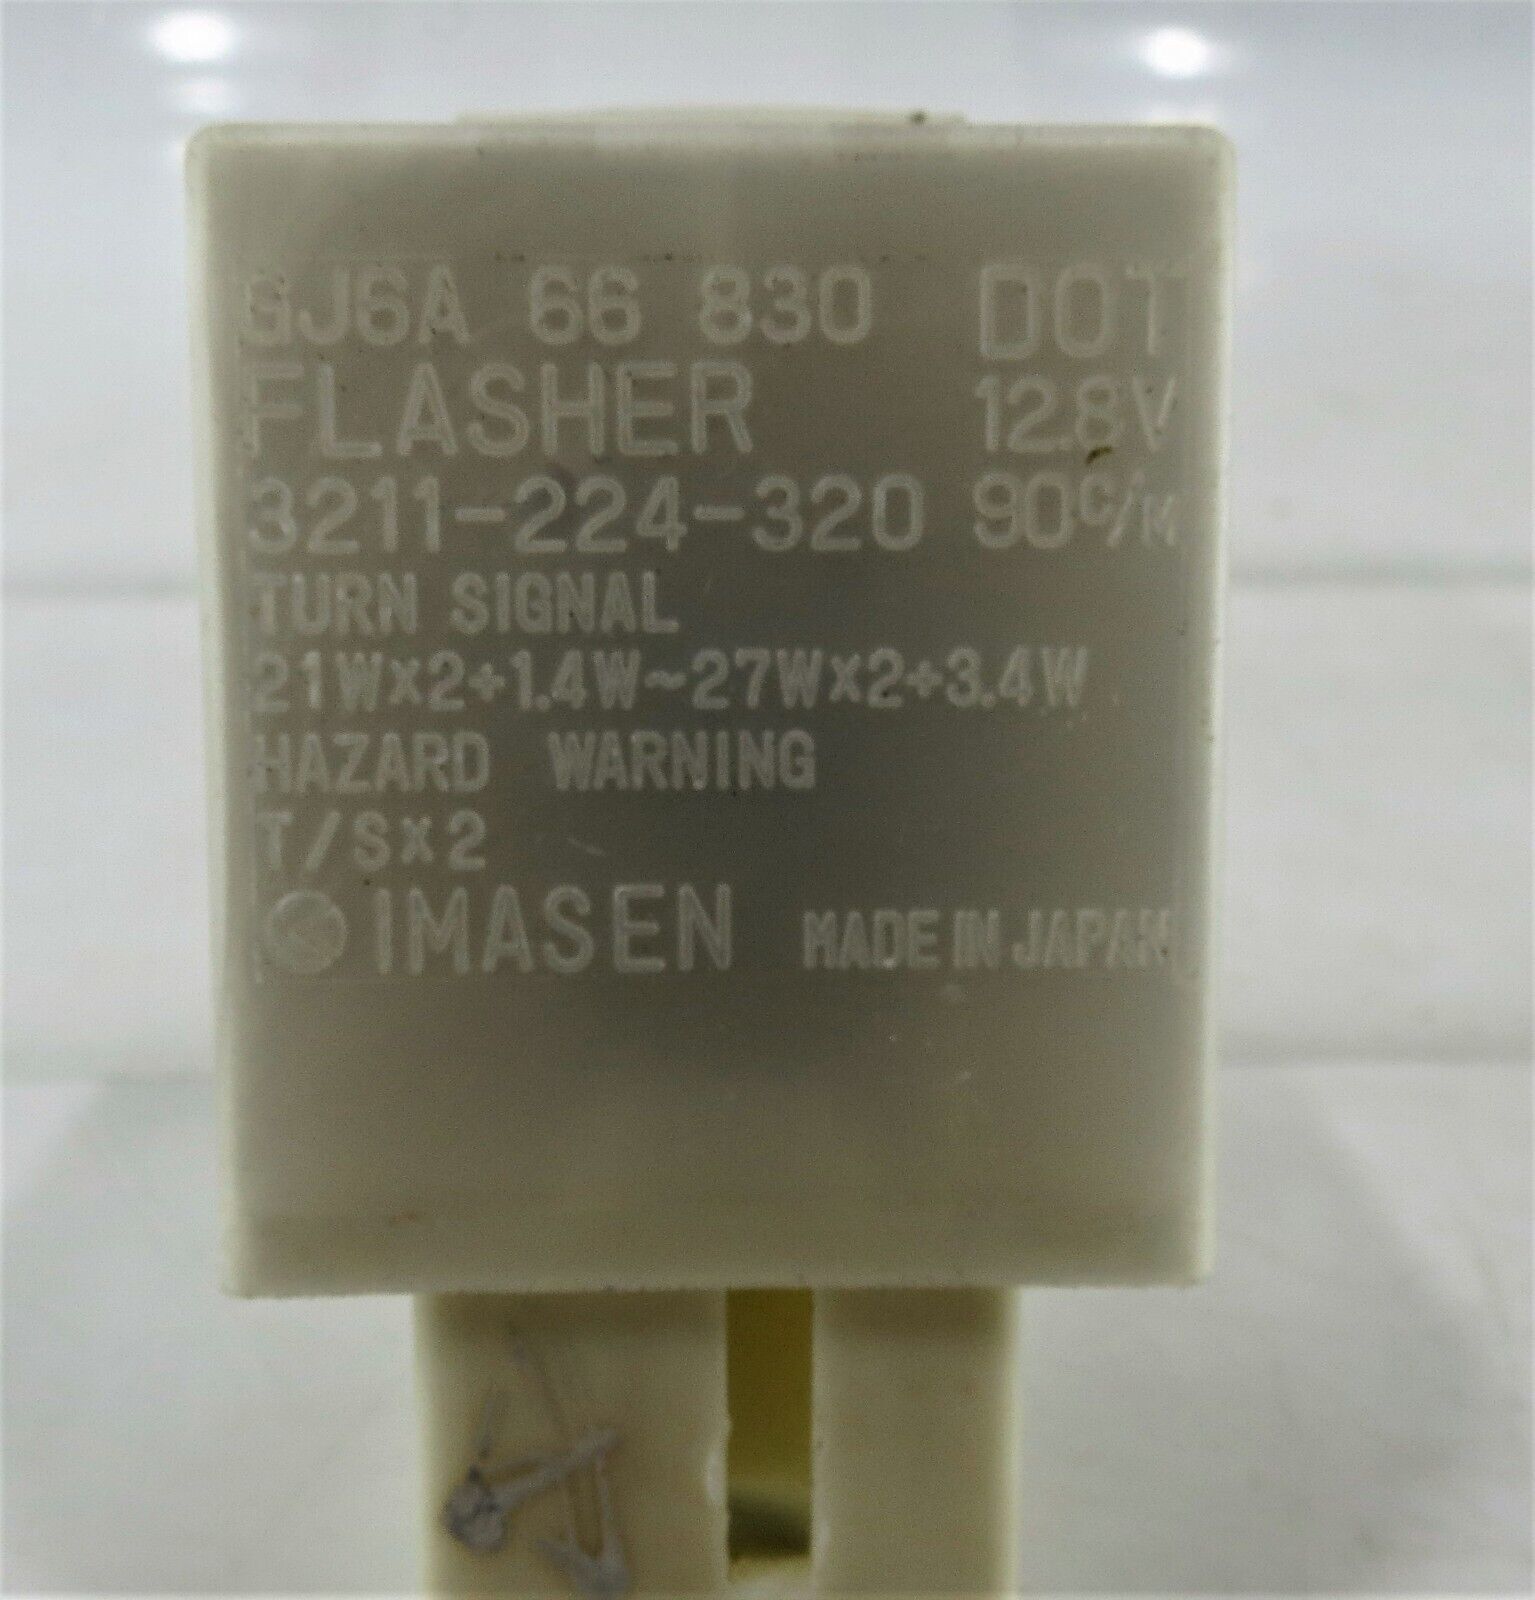 GJ6A 66 830 DOT
FLASHER 12.8V
3211-224-320 90C/M
TURN SIGNAL
21W×2+1.4W~27W×2+3.4W
HAZARD WARNING
T/S×2
IMASEN MADE IN JAPAN